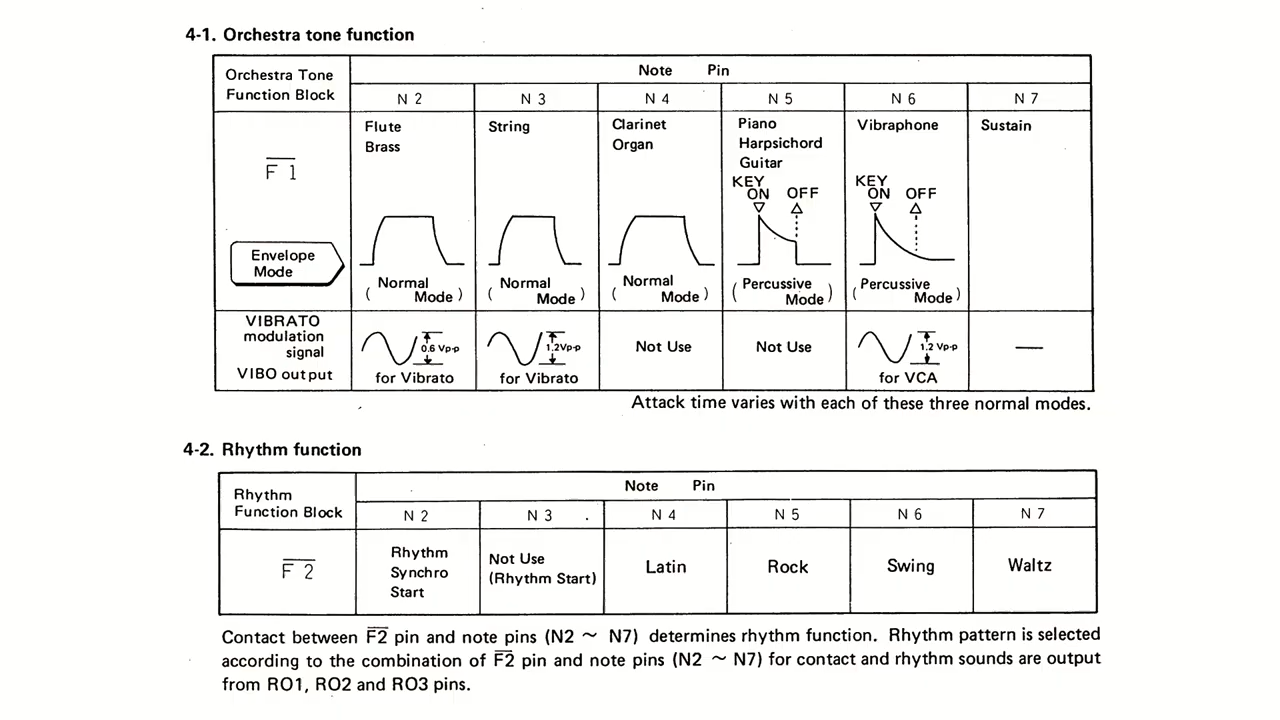 4-1. Orchestra tone function
Orchestra Tone
Function Block
Note Pin
N 2 N 3 N 4 N 5 N 6 N 7
F̅ ̅1̅
Flute
Brass
String
Clarinet
Organ
Piano
Harpsichord
Guitar
KEY
ON OFF
Vibraphone
KEY
ON OFF
Sustain
Envelope
Mode
( Normal
Mode )
( Normal
Mode )
( Normal
Mode )
( Percussive
Mode )
( Percussive
Mode )
VIBRATO
modulation
signal
VIBO output
0.6 Vp-p
for Vibrato
1.2Vp-p
for Vibrato
Not Use
Not Use
1.2 Vp-p
for VCA
—
Attack time varies with each of these three normal modes.
4-2. Rhythm function
Rhythm
Function Block
Note Pin
N 2 N 3 N 4 N 5 N 6 N 7
F̅ ̅2̅
Rhythm
Synchro
Start
Not Use
(Rhythm Start)
Latin
Rock
Swing
Waltz
Contact between F̅2̅ pin and note pins (N2 ~ N7) determines rhythm function. Rhythm pattern is selected
according to the combination of F̅2̅ pin and note pins (N2 ~ N7) for contact and rhythm sounds are output
from RO1, RO2 and RO3 pins.